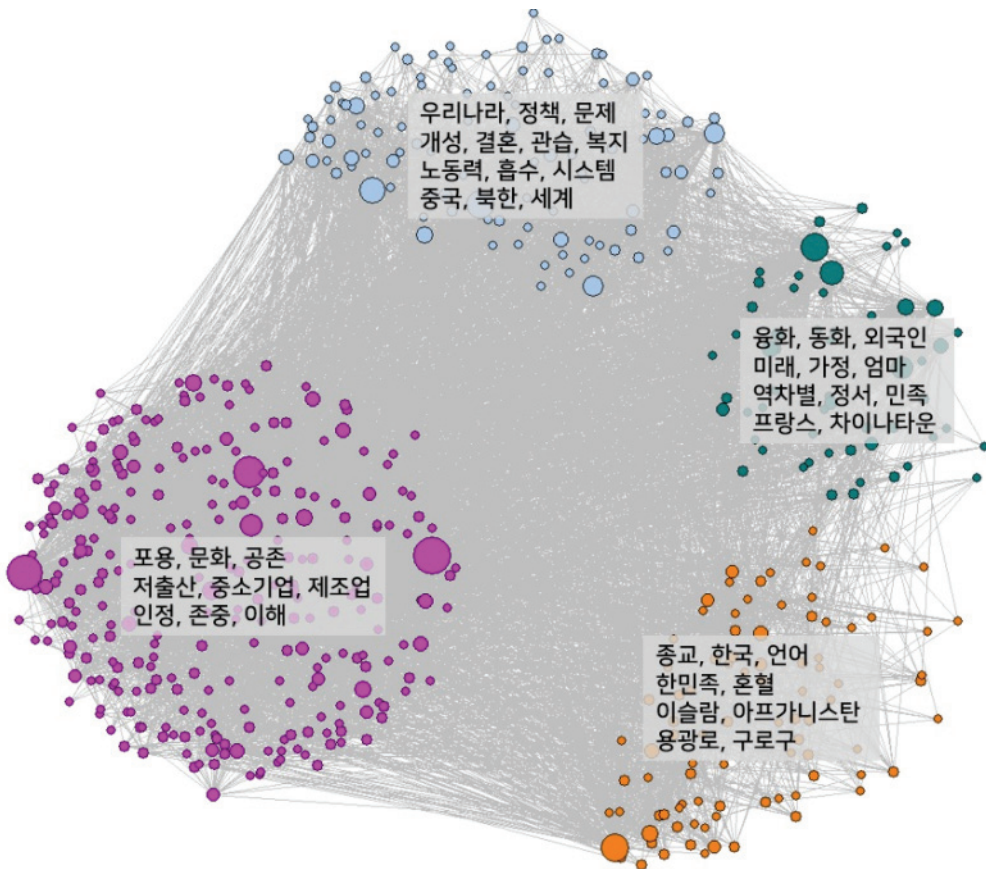 우리나라, 정책, 문제
개성, 결혼, 관습, 복지
노동력, 흡수, 시스템
중국, 북한, 세계
융화, 동화, 외국인
미래, 가정, 엄마
역차별, 정서, 민족
프랑스, 차이나타운
포용, 문화, 공존
저출산, 중소기업, 제조업
인정, 존중, 이해
종교, 한국, 언어
한민족, 혼혈
이슬람, 아프가니스탄
용광로, 구로구